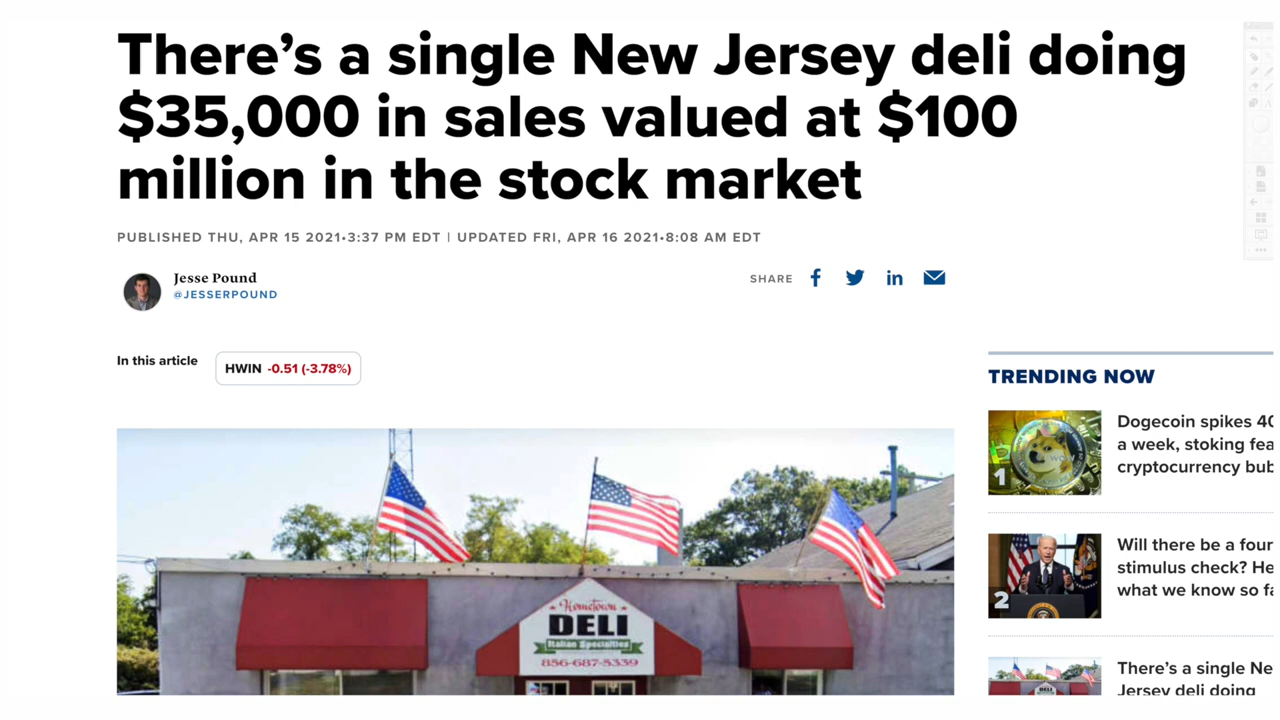 There's a single New Jersey deli doing
$35,000 in sales valued at $100
million in the stock market
PUBLISHED THU, APR 15 2021•3:37 PM EDT | UPDATED FRI, APR 16 2021•8:08 AM EDT
Jesse Pound
@JESSERPOUND
SHARE
In this article
HWIN -0.51 (-3.78%)
Hometown
DELI
Italian Specialties
856-687-5339
TRENDING NOW
1
Dogecoin spikes 40
a week, stoking fea
cryptocurrency bub
2
Will there be a four
stimulus check? He
what we know so fa
There's a single Ne
Jersey deli doing